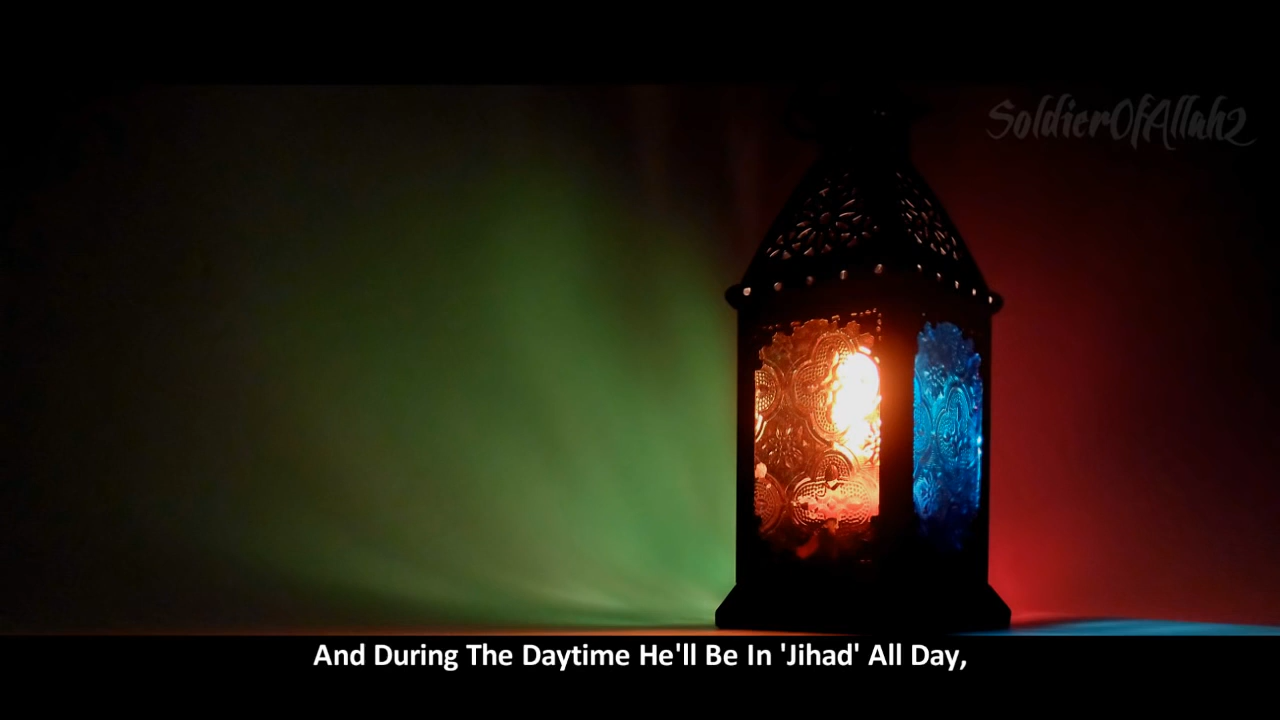 SoldierOfAllah2
And During The Daytime He'll Be In 'Jihad' All Day,